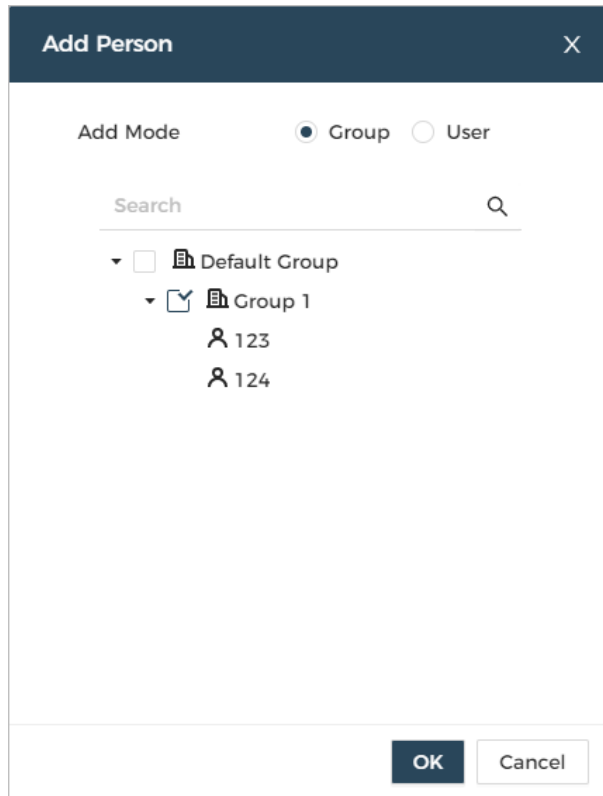 Add Person X
Add Mode Group User
Search
Default Group
Group 1
123
124
OK Cancel